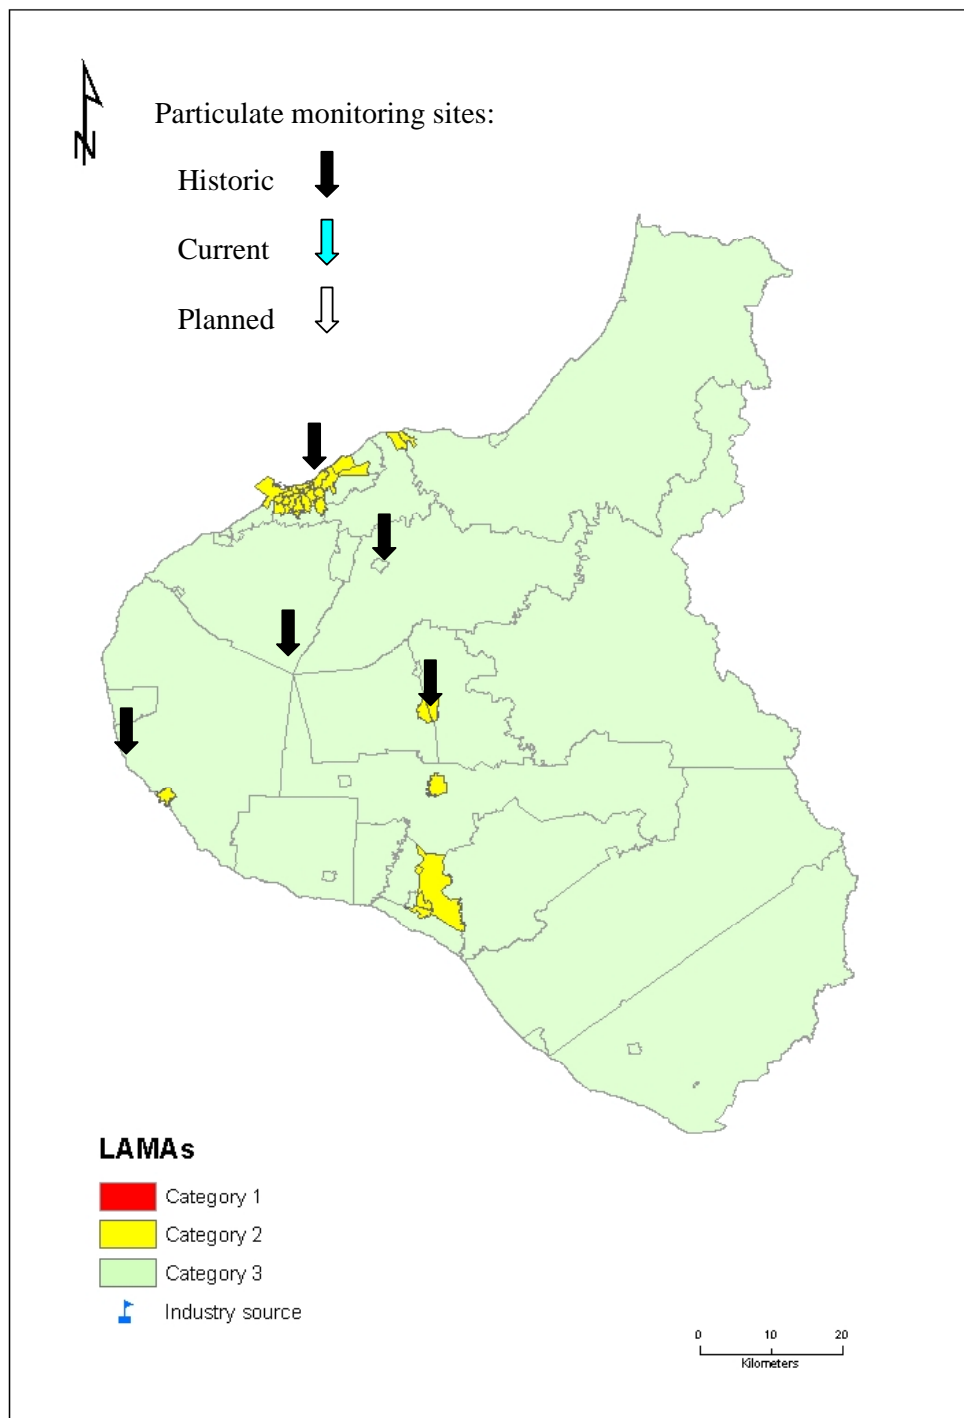 N
Particulate monitoring sites:
Historic
Current
Planned
LAMAs
Category 1
Category 2
Category 3
Industry source
0 10 20
Kilometers